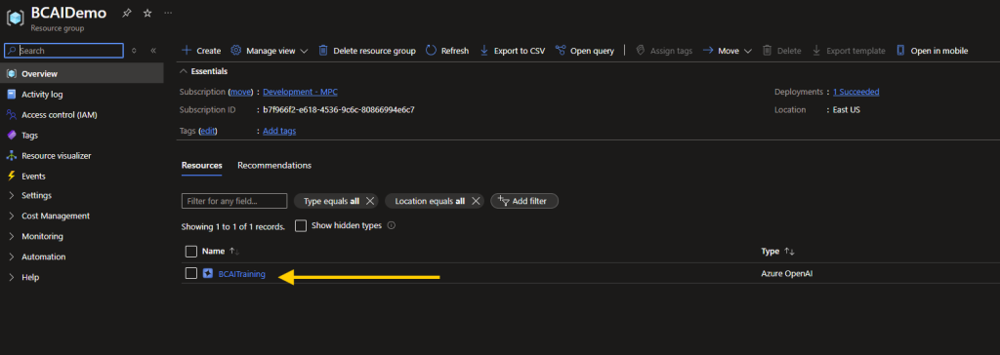 BCAIDemo
Resource group
Search
Overview
Activity log
Access control (IAM)
Tags
Resource visualizer
Events
Settings
Cost Management
Monitoring
Automation
Help
Create Manage view Delete resource group Refresh Export to CSV Open query Assign tags Move Delete Export template Open in mobile
Essentials
Subscription (move) : Development - MPC
Deployments : 1 Succeeded
Subscription ID : b7f966f2-e618-4536-9c6c-80866994e6c7
Location : East US
Tags (edit) : Add tags
Resources Recommendations
Filter for any field... Type equals all Location equals all Add filter
Showing 1 to 1 of 1 records. Show hidden types
Name Type
BCAITraining Azure OpenAI